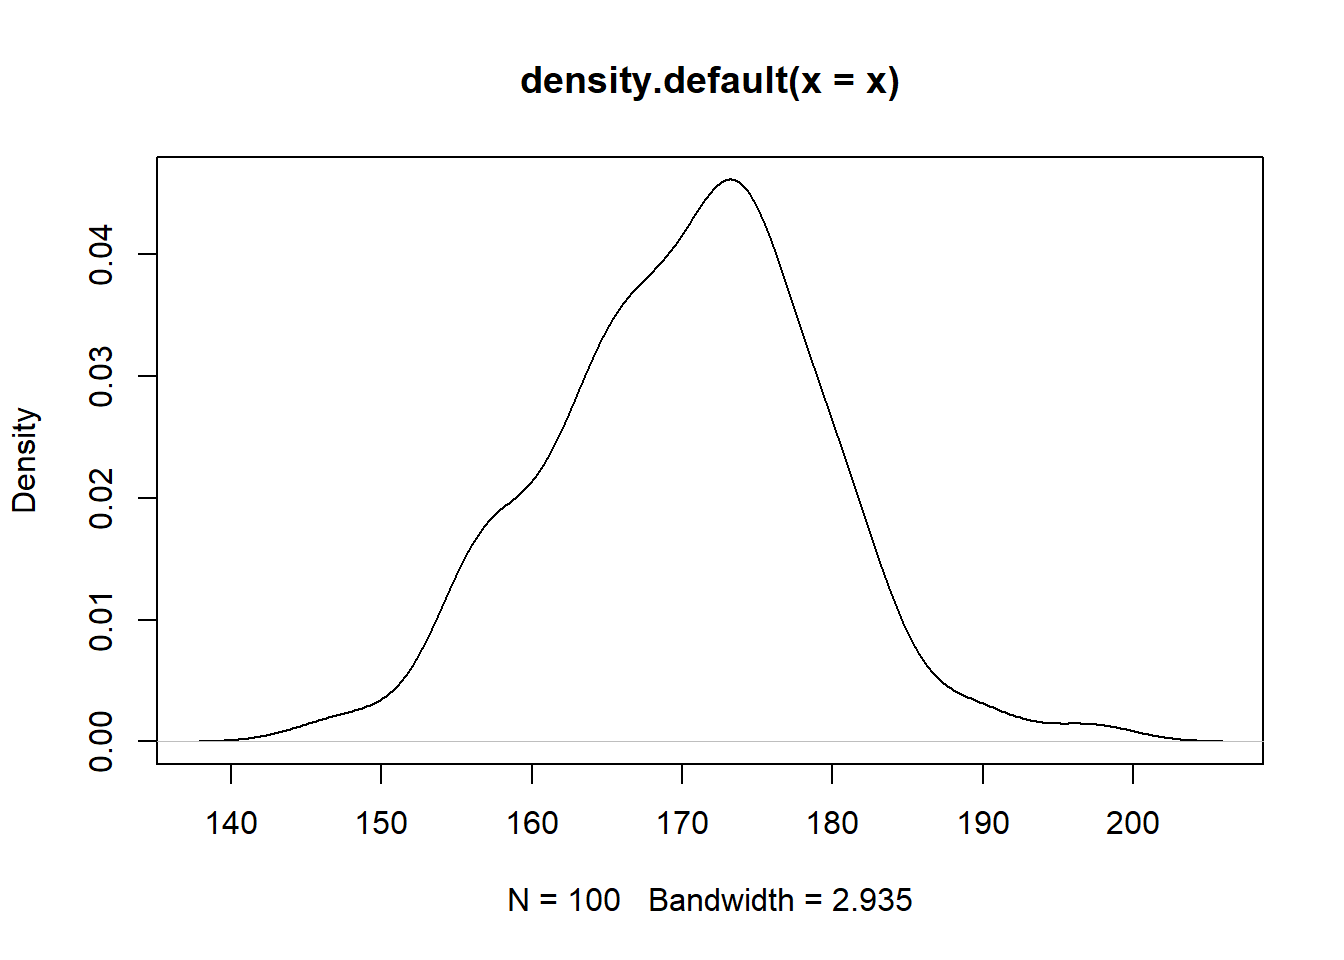 density.default(x = x)
Density
0.04
0.03
0.02
0.01
0.00
140 150 160 170 180 190 200
N = 100   Bandwidth = 2.935